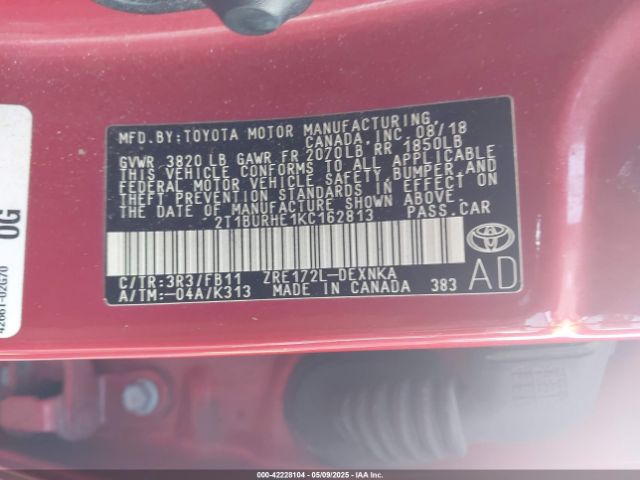 MFD.BY:TOYOTA MOTOR MANUFACTURING,
CANADA, INC. 08/18
GVWR 3820 LB GAWR FR 2070LB RR 1850LB
THIS VEHICLE CONFORMS TO ALL APPLICABLE
FEDERAL MOTOR VEHICLE SAFETY, BUMPER, AND
THEFT PREVENTION STANDARDS IN EFFECT ON
THE DATE OF MANUFACTURE SHOWN ABOVE.
2T1BURHE1KC162813 PASS.CAR
C/TR:3R3/FB11 ZRE172L-DEXNKA
A/TM:-04A/K313 MADE IN CANADA 383
AD
0G
42661-02G70
000-42228104 - 05/09/2025 - IAAI, Inc.